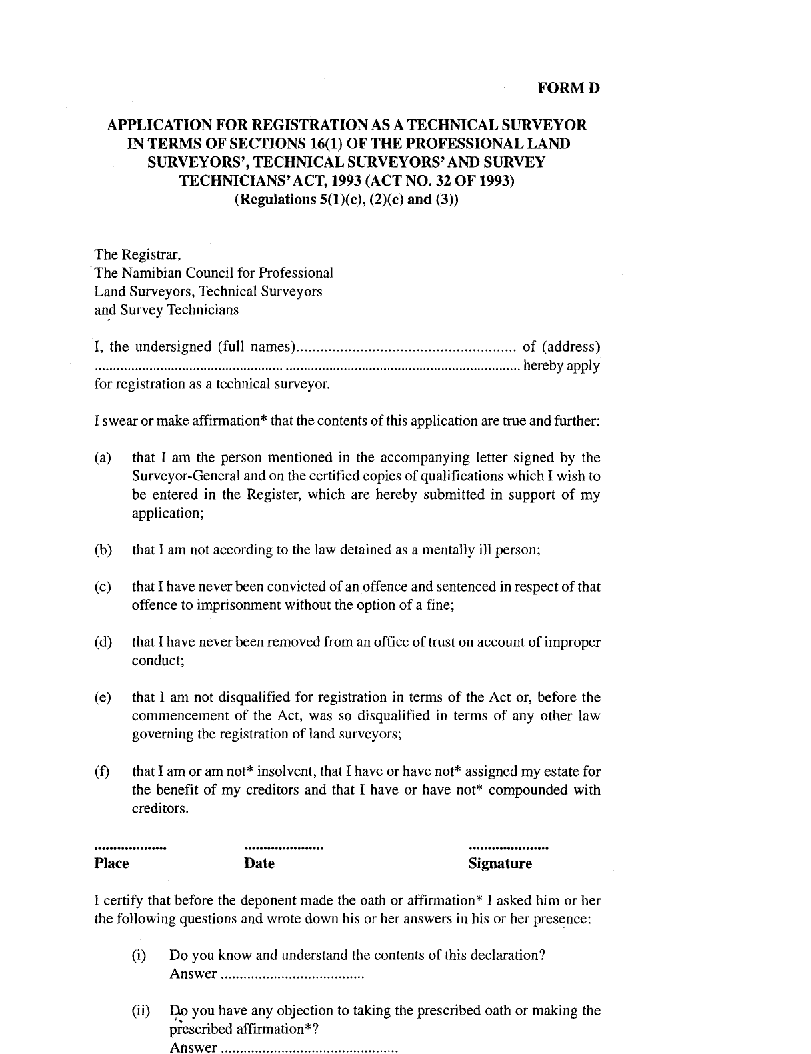 FORM D
APPLICATION FOR REGISTRATION AS A TECHNICAL SURVEYOR
IN TERMS OF SECTIONS 16(1) OF THE PROFESSIONAL LAND
SURVEYORS', TECHNICAL SURVEYORS' AND SURVEY
TECHNICIANS' ACT, 1993 (ACT NO. 32 OF 1993)
(Regulations 5(1)(c), (2)(c) and (3))
The Registrar,
The Namibian Council for Professional
Land Surveyors, Technical Surveyors
and Survey Technicians
I, the undersigned (full names)....................................................... of (address)
.......................................................................................................... hereby apply
for registration as a technical surveyor.
I swear or make affirmation* that the contents of this application are true and further:
(a) that I am the person mentioned in the accompanying letter signed by the
Surveyor-General and on the certified copies of qualifications which I wish to
be entered in the Register, which are hereby submitted in support of my
application;
(b) that I am not according to the law detained as a mentally ill person;
(c) that I have never been convicted of an offence and sentenced in respect of that
offence to imprisonment without the option of a fine;
(d) that I have never been removed from an office of trust on account of improper
conduct;
(e) that I am not disqualified for registration in terms of the Act or, before the
commencement of the Act, was so disqualified in terms of any other law
governing the registration of land surveyors;
(f) that I am or am not* insolvent, that I have or have not* assigned my estate for
the benefit of my creditors and that I have or have not* compounded with
creditors.
................... ..................... .....................
Place Date Signature
I certify that before the deponent made the oath or affirmation* I asked him or her
the following questions and wrote down his or her answers in his or her presence:
(i) Do you know and understand the contents of this declaration?
Answer .....................................
(ii) Do you have any objection to taking the prescribed oath or making the
prescribed affirmation*?
Answer ..............................................